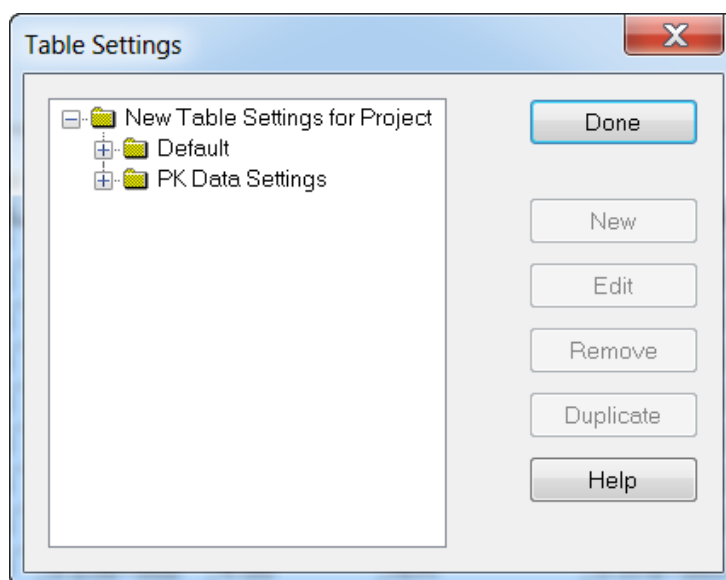 Table Settings
New Table Settings for Project
Default
PK Data Settings
Done
New
Edit
Remove
Duplicate
Help